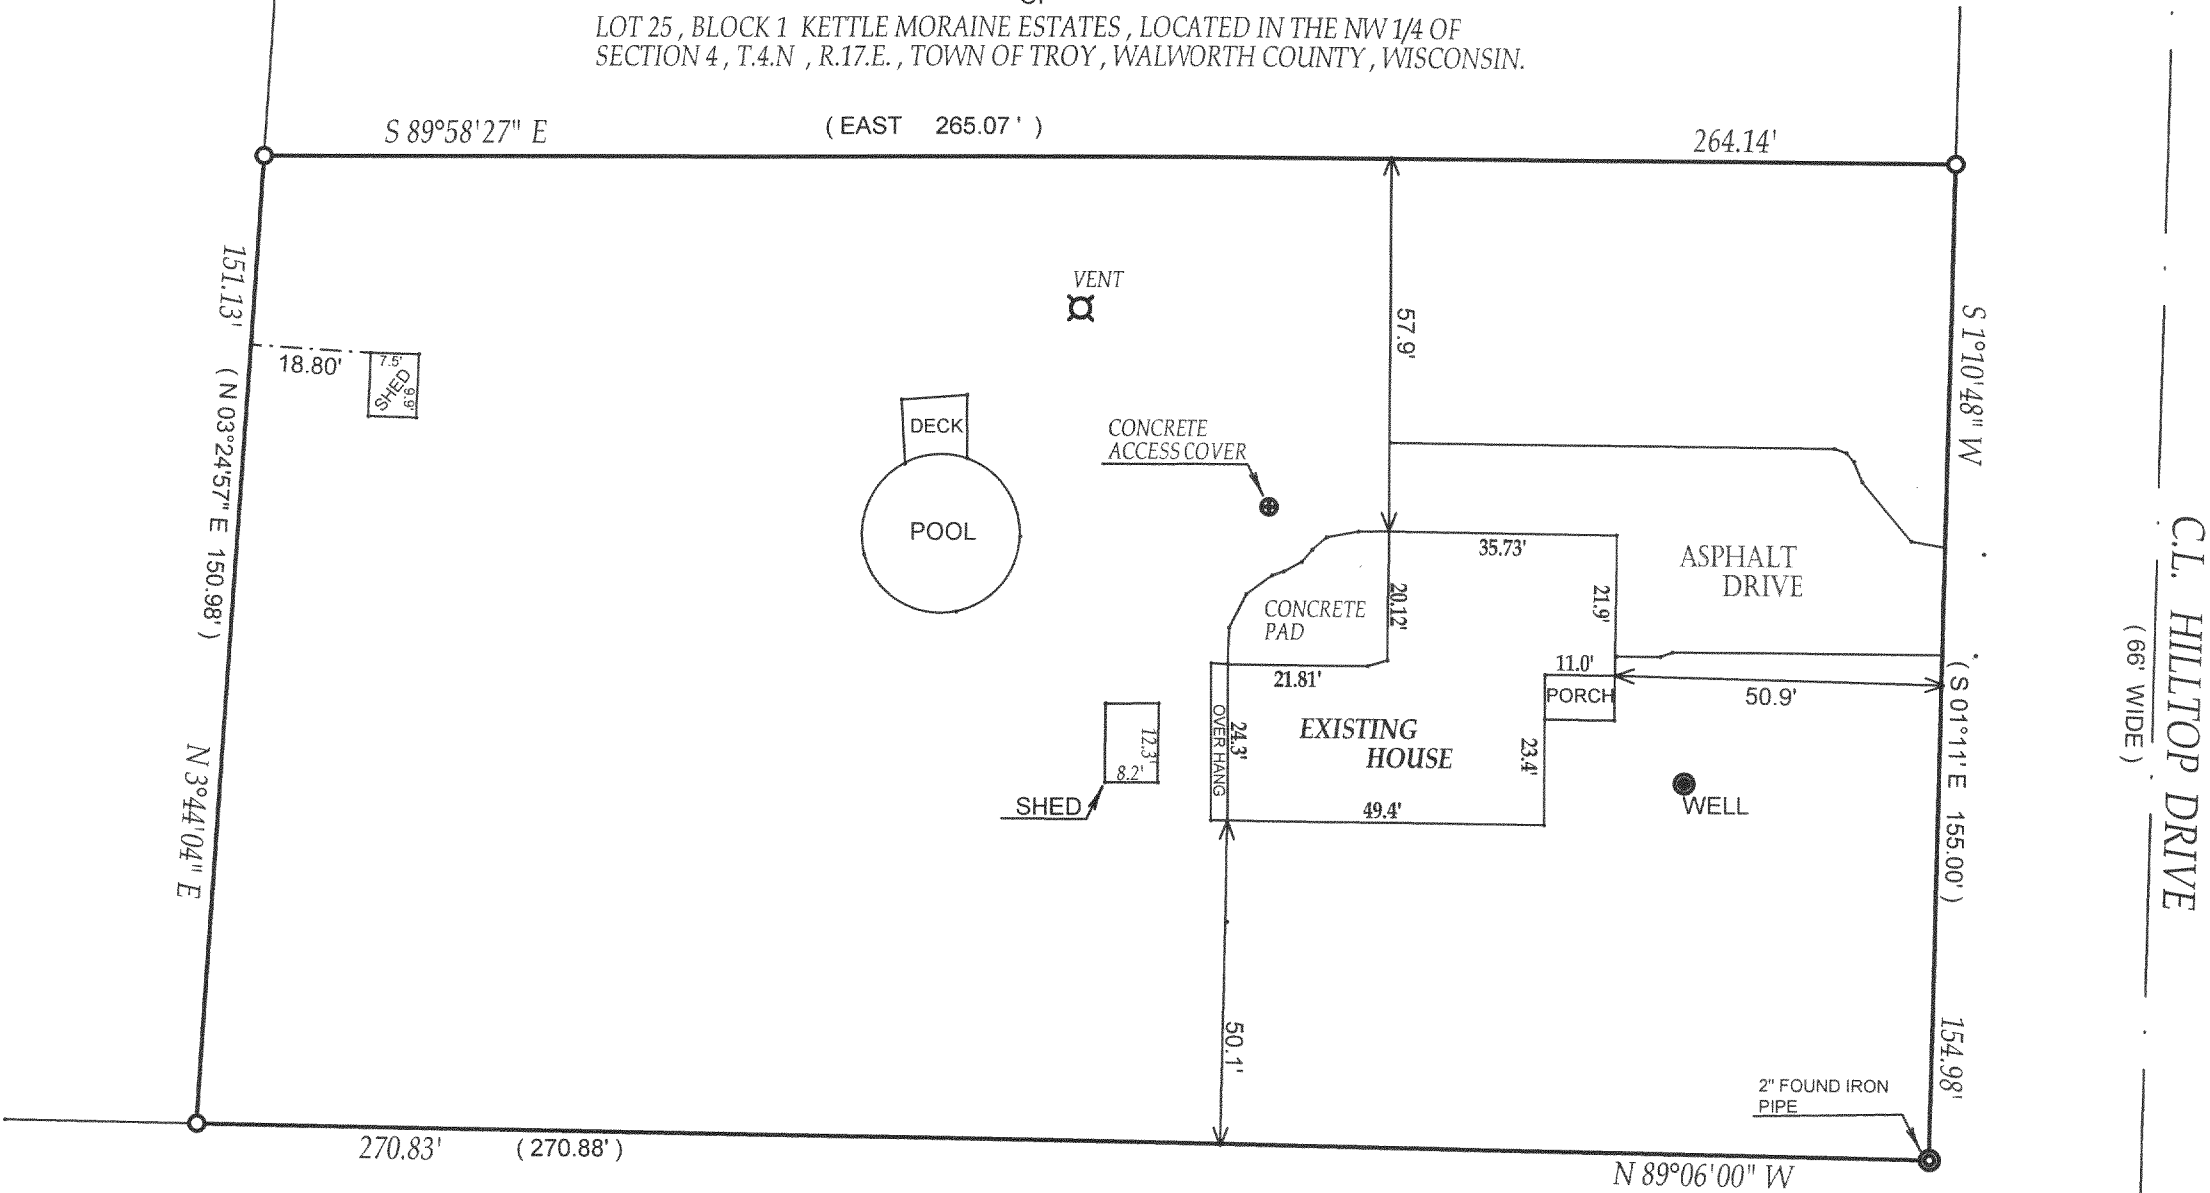 LOT 25 , BLOCK 1 KETTLE MORAINE ESTATES , LOCATED IN THE NW 1/4 OF
SECTION 4 , T.4.N , R.17.E. , TOWN OF TROY , WALWORTH COUNTY , WISCONSIN.
S 89°58'27" E
( EAST 265.07 ' )
264.14'
151.13'
( N 03°24'57" E 150.98' )
N 3°44'04" E
18.80'
7.5'
SHED
9.9'
VENT
57.9'
DECK
POOL
CONCRETE
ACCESS COVER
S 1°10'48" W
ASPHALT
DRIVE
35.73'
21.9'
20.12'
CONCRETE
PAD
21.81'
11.0'
PORCH
50.9'
( S 01°11' E 155.00' )
C.L. HILLTOP DRIVE
( 66' WIDE )
OVER HANG
24.3'
EXISTING
HOUSE
23.4'
49.4'
12.3'
8.2'
SHED
WELL
50.1'
154.98'
2" FOUND IRON
PIPE
270.83'
( 270.88' )
N 89°06'00" W